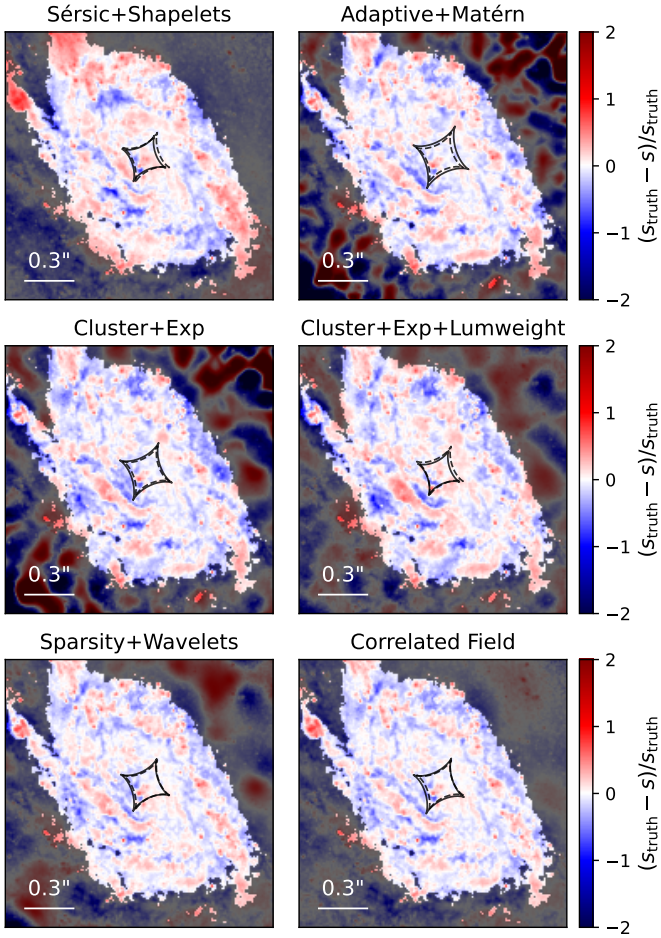 Sérsic+Shapelets
Adaptive+Matérn
0.3"
0.3"
2
1
0
−1
−2
(s_truth − s)/s_truth
Cluster+Exp
Cluster+Exp+Lumweight
0.3"
0.3"
2
1
0
−1
−2
(s_truth − s)/s_truth
Sparsity+Wavelets
Correlated Field
0.3"
0.3"
2
1
0
−1
−2
(s_truth − s)/s_truth